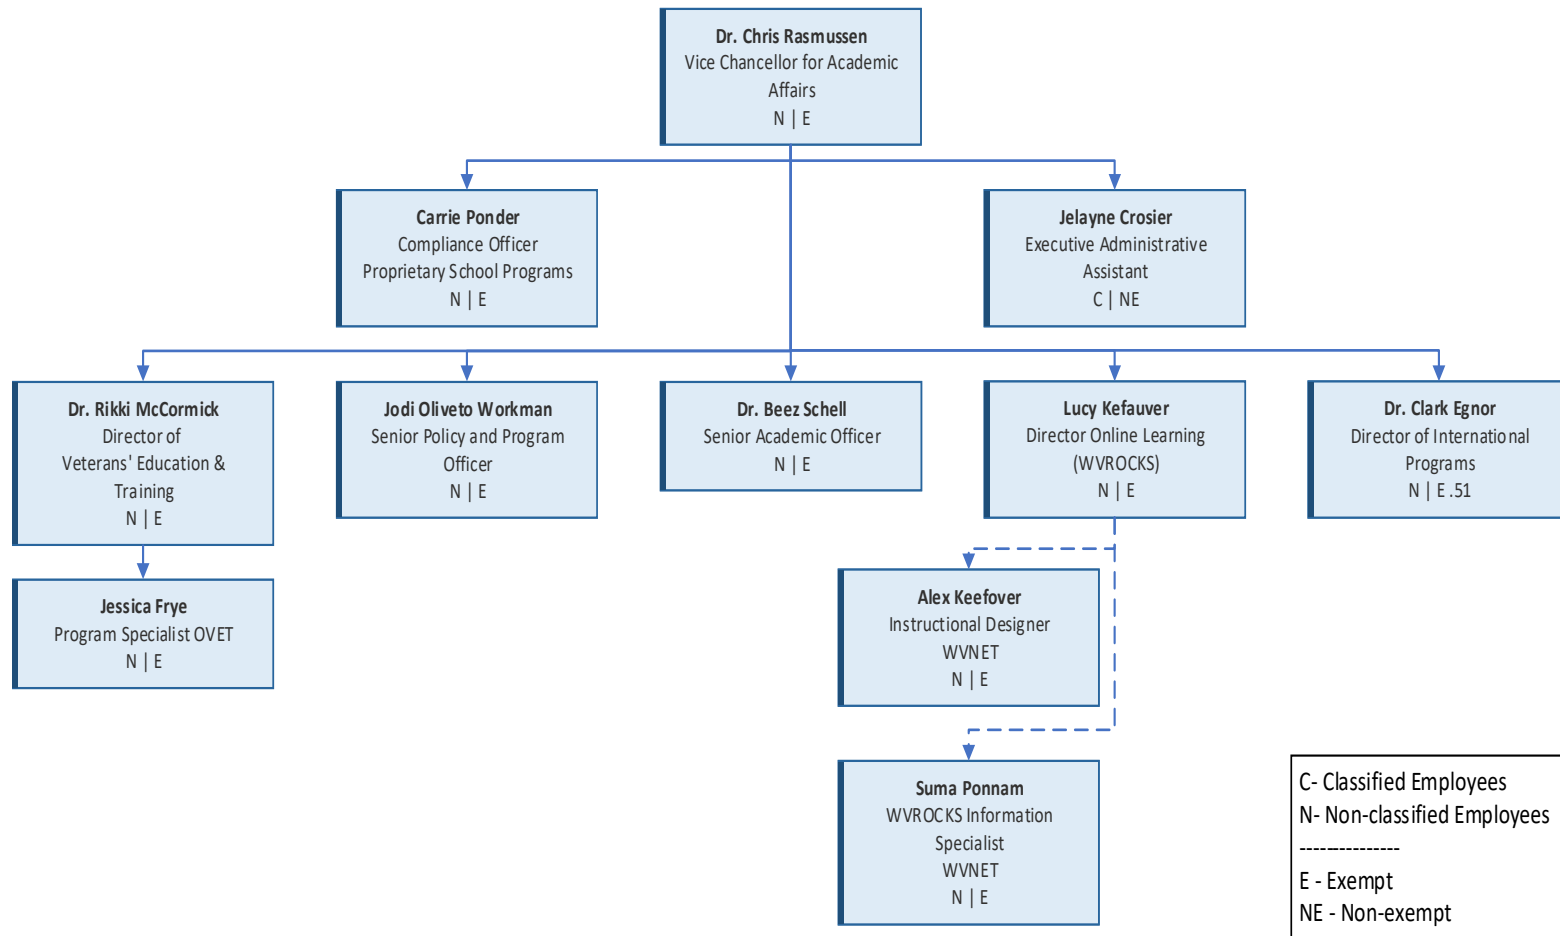 Dr. Chris Rasmussen
Vice Chancellor for Academic
Affairs
N | E
Carrie Ponder
Compliance Officer
Proprietary School Programs
N | E
Jelayne Crosier
Executive Administrative
Assistant
C | NE
Dr. Rikki McCormick
Director of
Veterans' Education &
Training
N | E
Jodi Oliveto Workman
Senior Policy and Program
Officer
N | E
Dr. Beez Schell
Senior Academic Officer
N | E
Lucy Kefauver
Director Online Learning
(WVROCKS)
N | E
Dr. Clark Egnor
Director of International
Programs
N | E .51
Jessica Frye
Program Specialist OVET
N | E
Alex Keefover
Instructional Designer
WVNET
N | E
Suma Ponnam
WVROCKS Information
Specialist
WVNET
N | E
C- Classified Employees
N- Non-classified Employees
---------------
E - Exempt
NE - Non-exempt